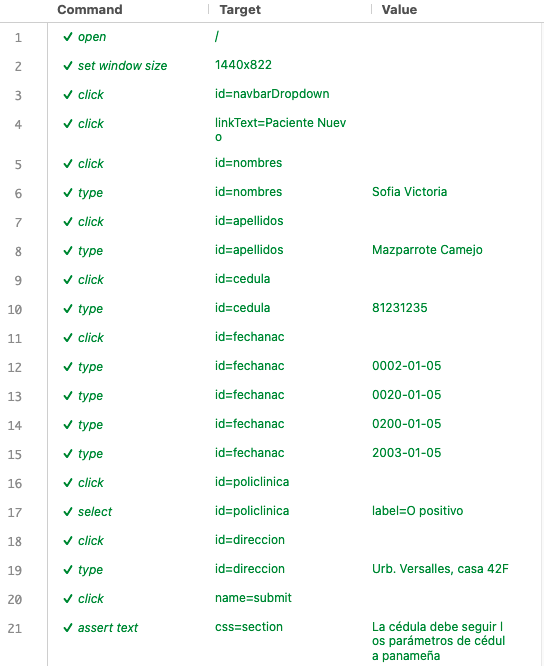 Command Target Value
1 ✓ open /
2 ✓ set window size 1440x822
3 ✓ click id=navbarDropdown
4 ✓ click linkText=Paciente Nuev
o
5 ✓ click id=nombres
6 ✓ type id=nombres Sofia Victoria
7 ✓ click id=apellidos
8 ✓ type id=apellidos Mazparrote Camejo
9 ✓ click id=cedula
10 ✓ type id=cedula 81231235
11 ✓ click id=fechanac
12 ✓ type id=fechanac 0002-01-05
13 ✓ type id=fechanac 0020-01-05
14 ✓ type id=fechanac 0200-01-05
15 ✓ type id=fechanac 2003-01-05
16 ✓ click id=policlinica
17 ✓ select id=policlinica label=O positivo
18 ✓ click id=direccion
19 ✓ type id=direccion Urb. Versalles, casa 42F
20 ✓ click name=submit
21 ✓ assert text css=section La cédula debe seguir l
os parámetros de cédul
a panameña